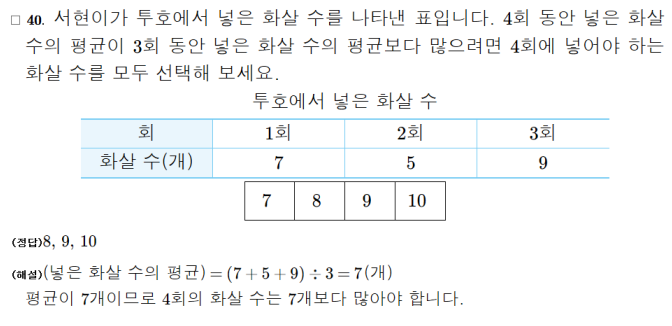 □ 40. 서현이가 투호에서 넣은 화살 수를 나타낸 표입니다. 4회 동안 넣은 화살
수의 평균이 3회 동안 넣은 화살 수의 평균보다 많으려면 4회에 넣어야 하는
화살 수를 모두 선택해 보세요.
투호에서 넣은 화살 수
회 1회 2회 3회
화살 수(개) 7 5 9
7 8 9 10
(정답)8, 9, 10
(해설)(넣은 화살 수의 평균) = (7 + 5 + 9) ÷ 3 = 7(개)
평균이 7개이므로 4회의 화살 수는 7개보다 많아야 합니다.